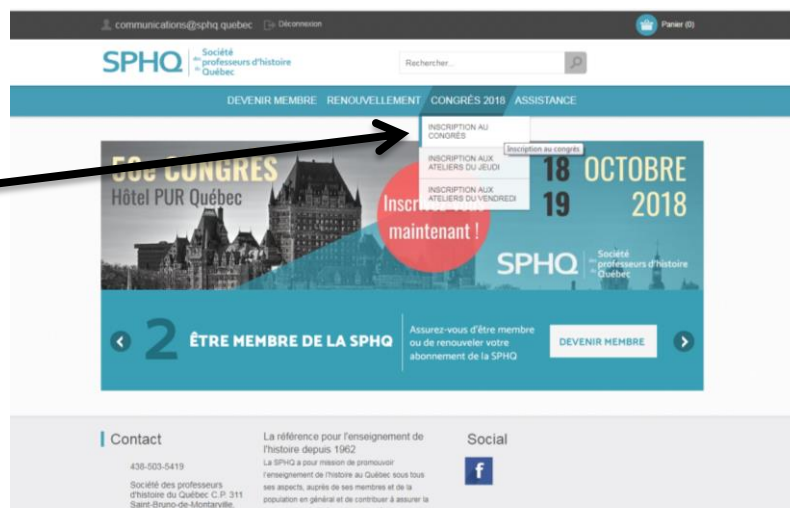 communications@sphq.quebec Déconnexion Panier (0)
SPHQ des Société
professeurs d'histoire
du Québec
Rechercher...
DEVENIR MEMBRE RENOUVELLEMENT CONGRÈS 2018 ASSISTANCE
INSCRIPTION AU
CONGRÈS
Inscription au congrès
INSCRIPTION AUX
ATELIERS DU JEUDI
INSCRIPTION AUX
ATELIERS DU VENDREDI
CONGRÈS
Hôtel PUR Québec
maintenant !
18 OCTOBRE
19 2018
SPHQ des Société
professeurs d'histoire
du Québec
2 ÊTRE MEMBRE DE LA SPHQ
Assurez-vous d'être membre
ou de renouveler votre
abonnement de la SPHQ
DEVENIR MEMBRE
Contact
438-503-5419
Société des professeurs
d'histoire du Québec C.P. 311
Saint-Bruno-de-Montarville,
La référence pour l'enseignement de
l'histoire depuis 1962
La SPHQ a pour mission de promouvoir
l'enseignement de l'histoire au Québec sous tous
ses aspects, auprès de ses membres et de la
population en général et de contribuer à assurer la
Social
f